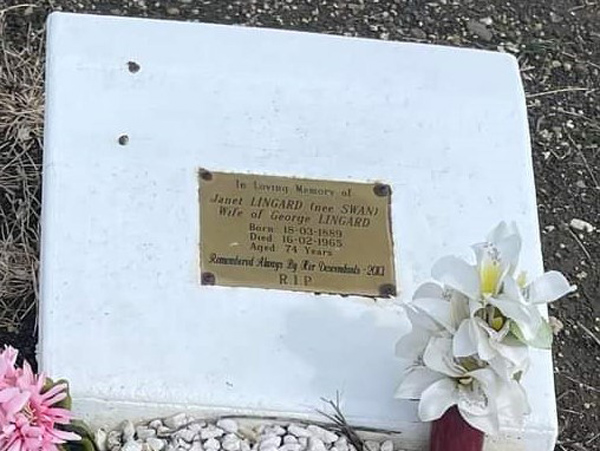 In Loving Memory of
Janet LINGARD (nee SWAN)
Wife of George LINGARD
Born 18-03-1889
Died 16-02-1965
Aged 74 Years
Remembered Always By Her Descendants - 2013
R.I.P